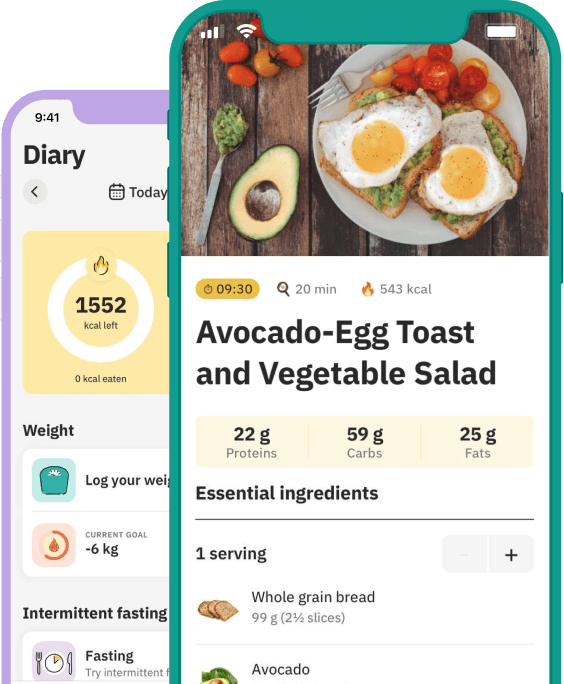 9:41
Diary
Today
1552
kcal left
0 kcal eaten
Weight
Log your
CURRENT GOAL
-6 kg
Intermittent fasting
Fasting
Try intermittent
09:30 20 min 543 kcal
Avocado-Egg Toast
and Vegetable Salad
22 g 59 g 25 g
Proteins Carbs Fats
Essential ingredients
1 serving
+
Whole grain bread
99 g (2½ slices)
Avocado